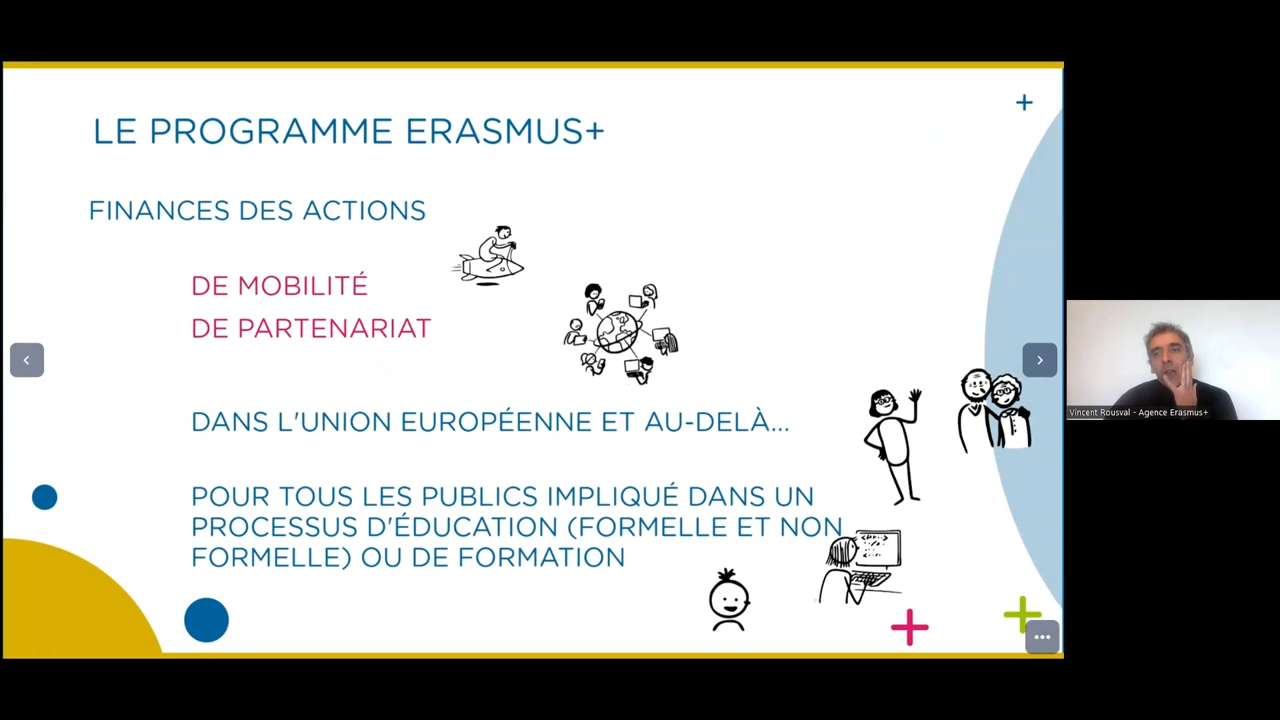 LE PROGRAMME ERASMUS+
FINANCES DES ACTIONS
DE MOBILITÉ
DE PARTENARIAT
DANS L'UNION EUROPÉENNE ET AU-DELÀ...
POUR TOUS LES PUBLICS IMPLIQUÉ DANS UN
PROCESSUS D'ÉDUCATION (FORMELLE ET NON
FORMELLE) OU DE FORMATION
Vincent Rousval - Agence Erasmus+